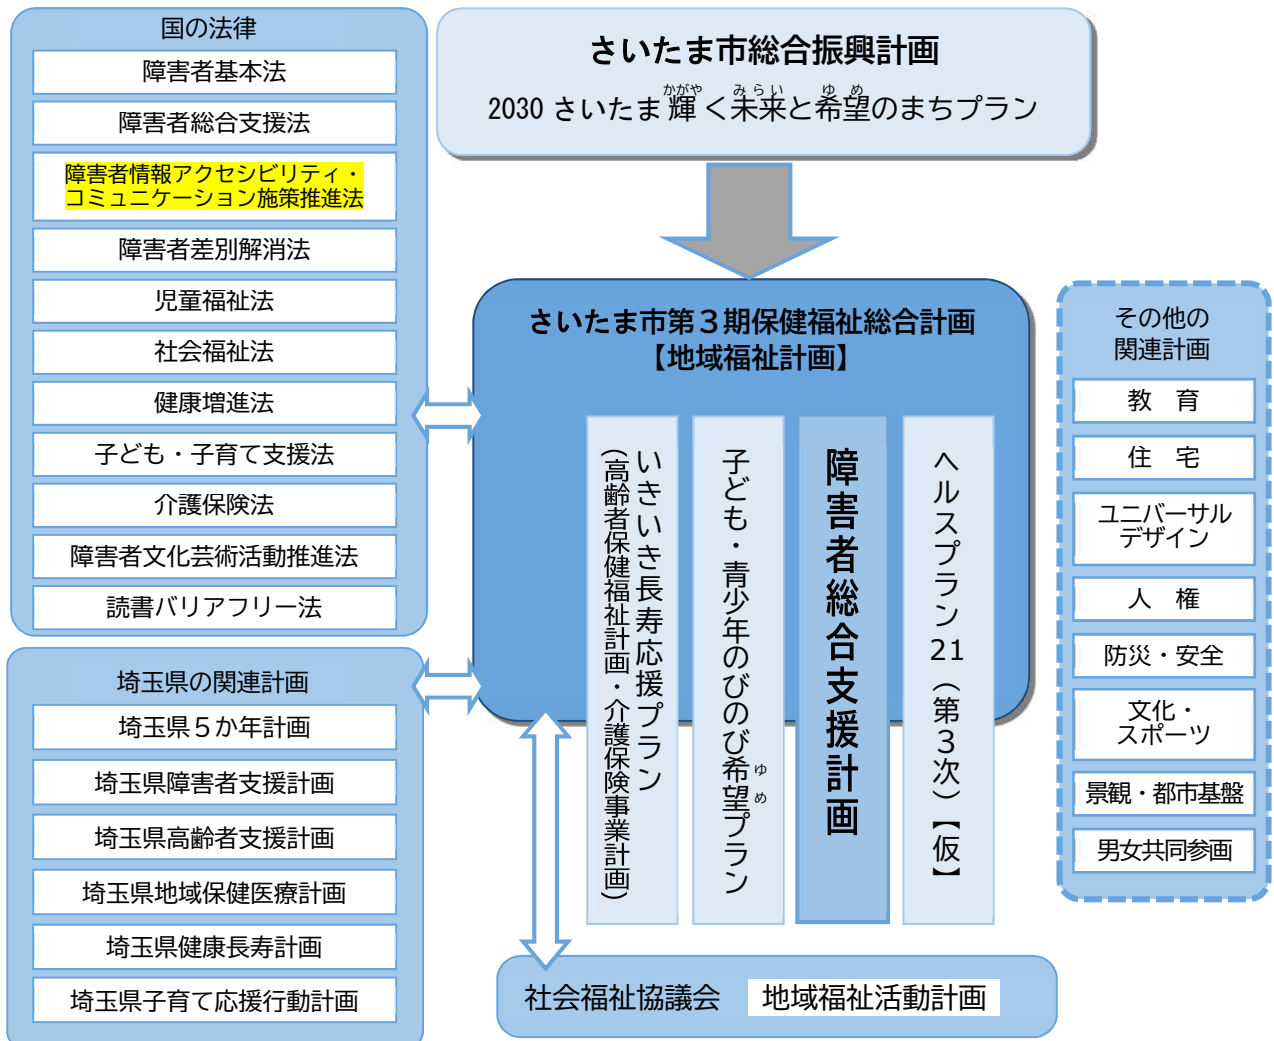 国の法律
障害者基本法
障害者総合支援法
障害者情報アクセシビリティ・
コミュニケーション施策推進法
障害者差別解消法
児童福祉法
社会福祉法
健康増進法
子ども・子育て支援法
介護保険法
障害者文化芸術活動推進法
読書バリアフリー法
埼玉県の関連計画
埼玉県５か年計画
埼玉県障害者支援計画
埼玉県高齢者支援計画
埼玉県地域保健医療計画
埼玉県健康長寿計画
埼玉県子育て応援行動計画
さいたま市総合振興計画
かがや みらい ゆめ
2030 さいたま輝く未来と希望のまちプラン
さいたま市第３期保健福祉総合計画
【地域福祉計画】
いきいき長寿応援プラン
（高齢者保健福祉計画・介護保険事業計画）
子ども・青少年のびのび希望プラン
ゆめ
障害者総合支援計画
ヘルスプラン21（第３次）【仮】
社会福祉協議会 地域福祉活動計画
その他の
関連計画
教　育
住　宅
ユニバーサル
デザイン
人　権
防災・安全
文化・
スポーツ
景観・都市基盤
男女共同参画